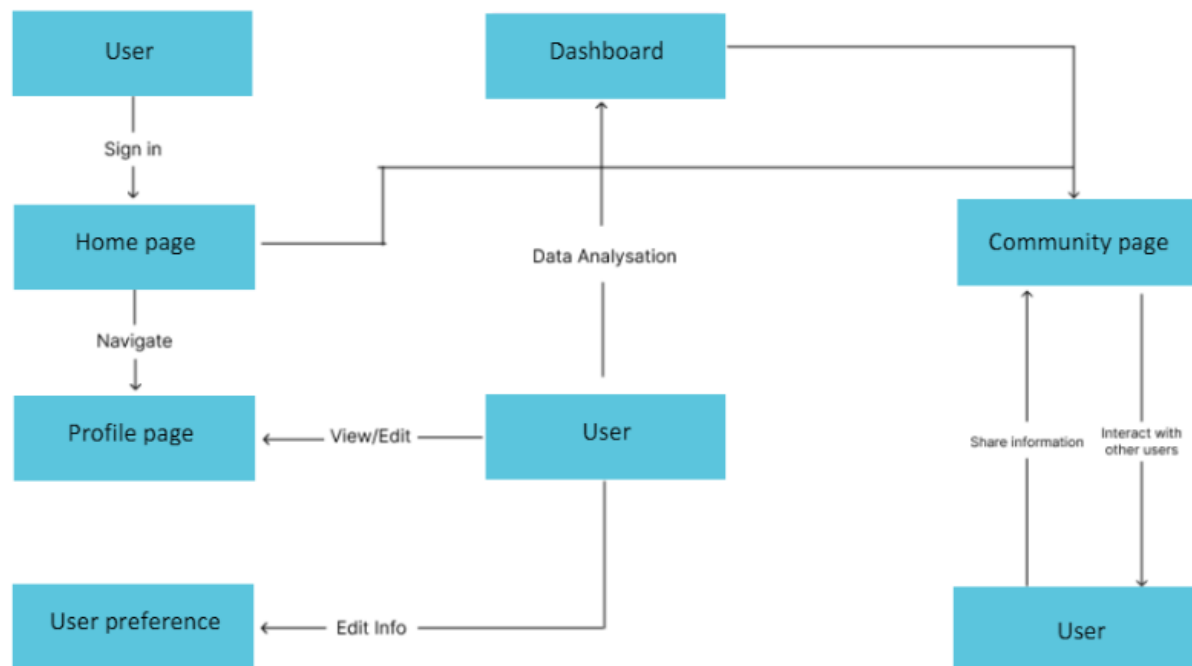 User
Dashboard
Sign in
Home page
Community page
Data Analysation
Navigate
Profile page
View/Edit
User
Share information
Interact with
other users
User preference
Edit Info
User